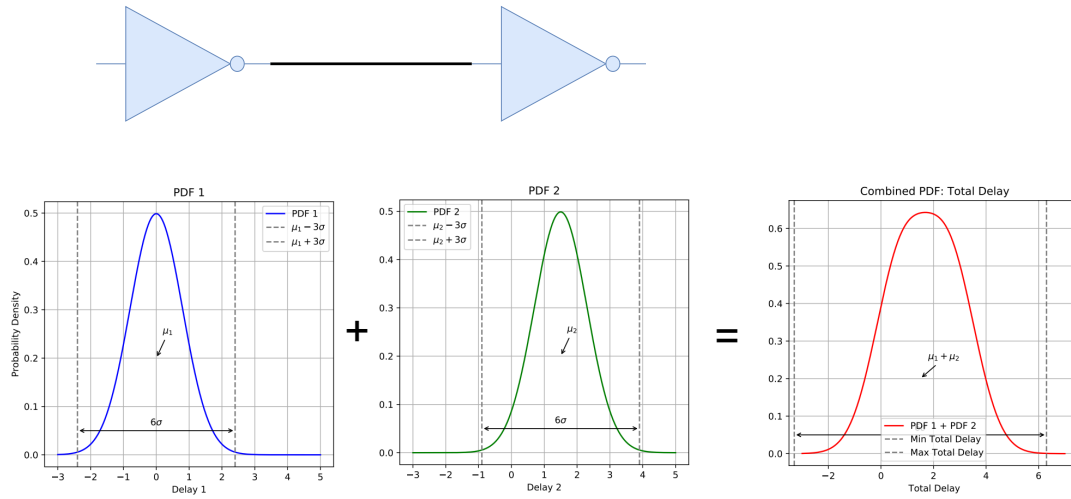 PDF 1
PDF 1
μ₁ − 3σ
μ₁ + 3σ
μ₁
6σ
0.5
0.4
0.3
0.2
0.1
0.0
Probability Density
−3 −2 −1 0 1 2 3 4 5
Delay 1
+
PDF 2
PDF 2
μ₂ − 3σ
μ₂ + 3σ
μ₂
6σ
0.5
0.4
0.3
0.2
0.1
0.0
−3 −2 −1 0 1 2 3 4 5
Delay 2
=
Combined PDF: Total Delay
μ₁ + μ₂
PDF 1 + PDF 2
Min Total Delay
Max Total Delay
0.6
0.5
0.4
0.3
0.2
0.1
0.0
−2 0 2 4 6
Total Delay